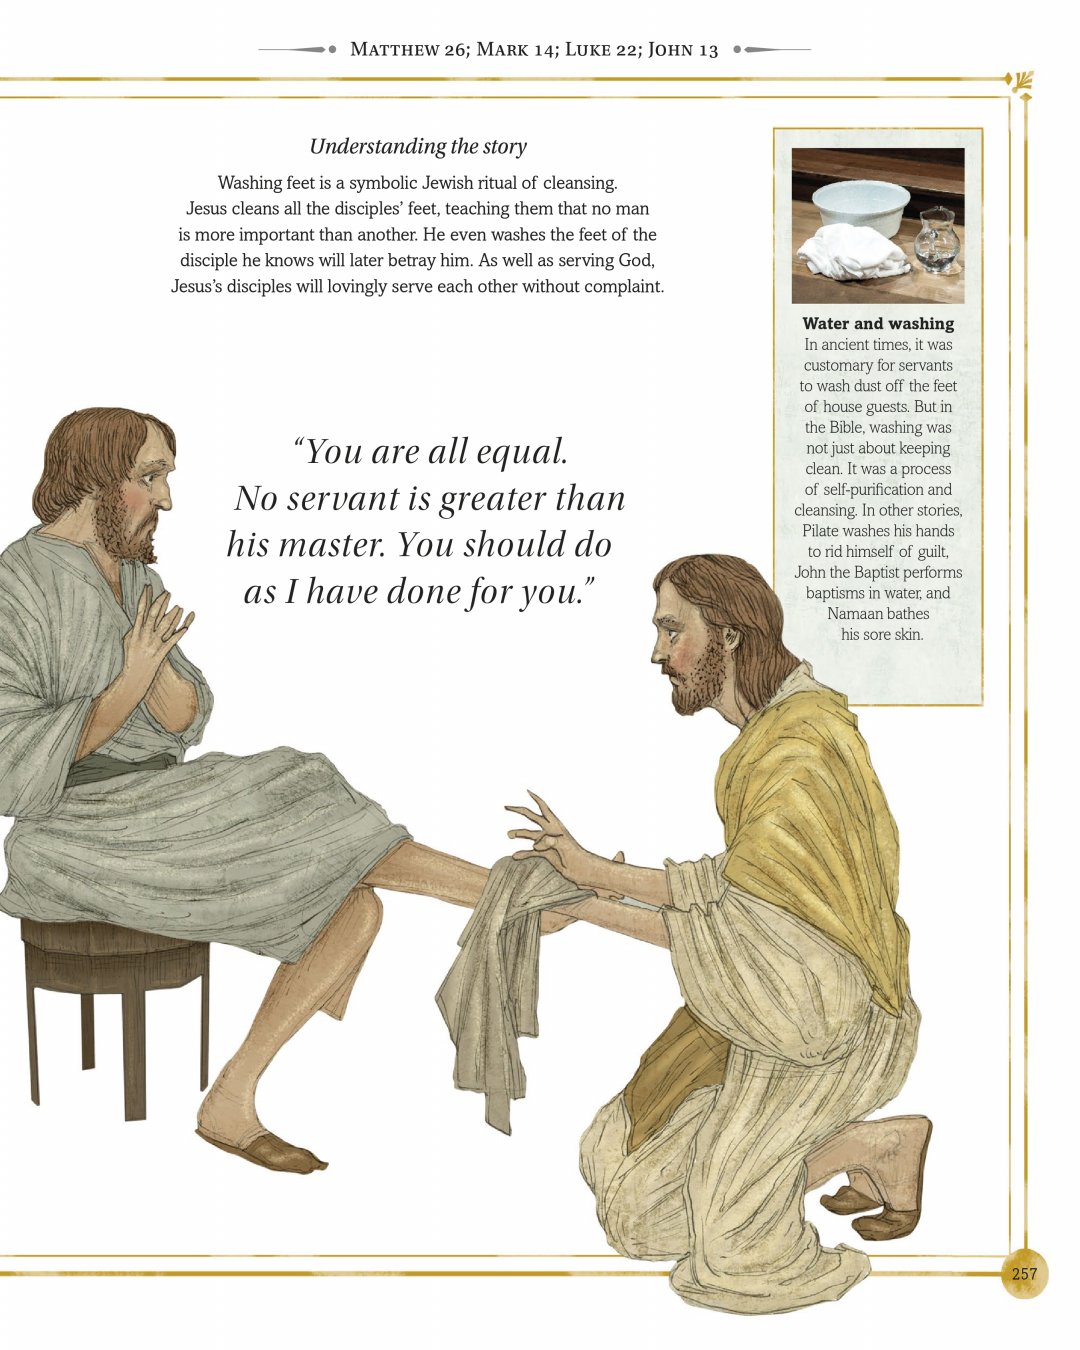 Matthew 26; Mark 14; Luke 22; John 13
Understanding the story
Washing feet is a symbolic Jewish ritual of cleansing.
Jesus cleans all the disciples’ feet, teaching them that no man
is more important than another. He even washes the feet of the
disciple he knows will later betray him. As well as serving God,
Jesus’s disciples will lovingly serve each other without complaint.
“You are all equal.
No servant is greater than
his master. You should do
as I have done for you.”
Water and washing
In ancient times, it was
customary for servants
to wash dust off the feet
of house guests. But in
the Bible, washing was
not just about keeping
clean. It was a process
of self-purification and
cleansing. In other stories,
Pilate washes his hands
to rid himself of guilt,
John the Baptist performs
baptisms in water, and
Namaan bathes
his sore skin.
257